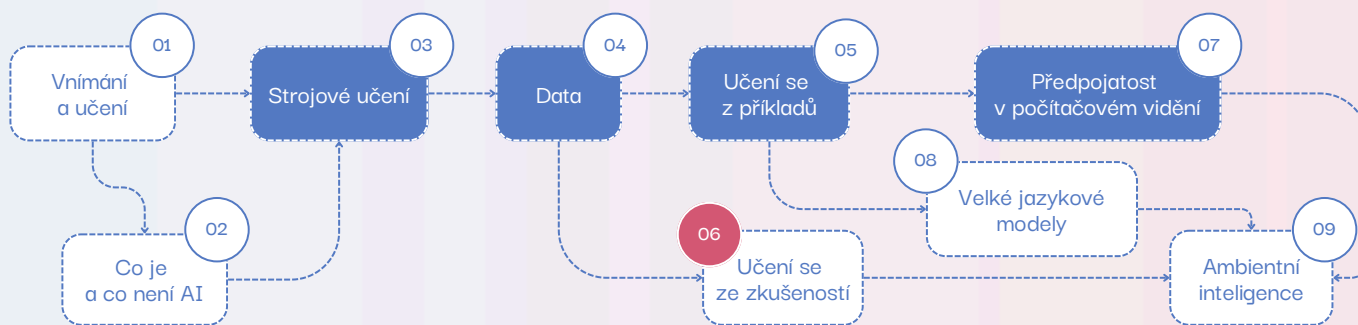 01
Vnímání
a učení
02
Co je
a co není AI
03
Strojové učení
04
Data
05
Učení se
z příkladů
06
Učení se
ze zkušeností
07
Předpojatost
v počítačovém vidění
08
Velké jazykové
modely
09
Ambientní
inteligence